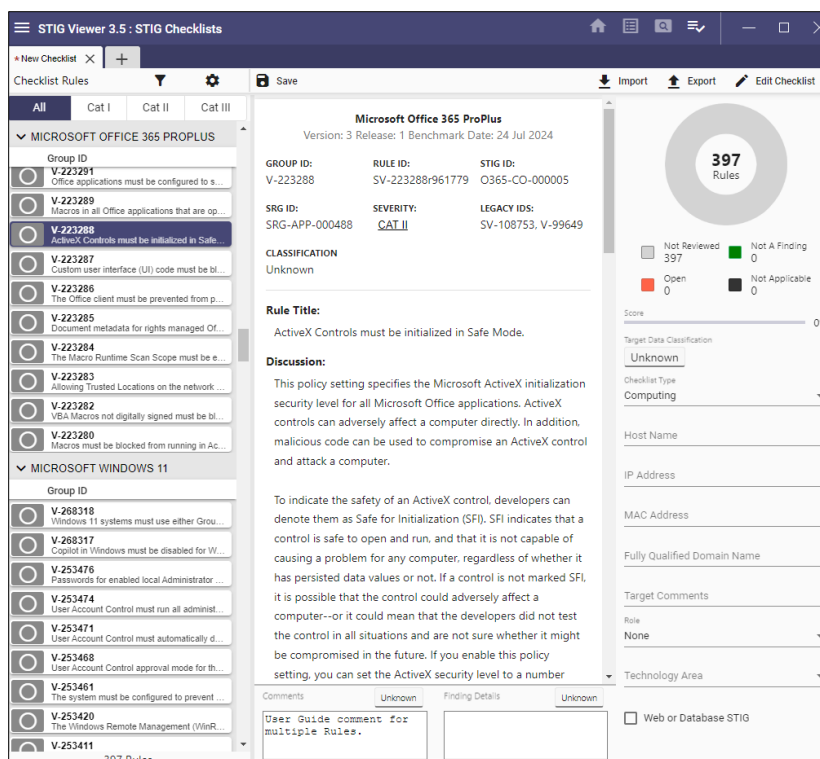 STIG Viewer 3.5 : STIG Checklists
* New Checklist
Checklist Rules
Save
Import
Export
Edit Checklist
All
Cat I
Cat II
Cat III
MICROSOFT OFFICE 365 PROPLUS
Group ID
V-223291
Office applications must be configured to s...
V-223289
Macros in all Office applications that are op...
V-223288
ActiveX Controls must be initialized in Safe...
V-223287
Custom user interface (UI) code must be bl...
V-223286
The Office client must be prevented from p...
V-223285
Document metadata for rights managed Of...
V-223284
The Macro Runtime Scan Scope must be e...
V-223283
Allowing Trusted Locations on the network ...
V-223282
VBA Macros not digitally signed must be bl...
V-223280
Macros must be blocked from running in Ac...
MICROSOFT WINDOWS 11
Group ID
V-268318
Windows 11 systems must use either Grou...
V-268317
Copilot in Windows must be disabled for W...
V-253476
Passwords for enabled local Administrator ...
V-253474
User Account Control must run all administ...
V-253471
User Account Control must automatically d...
V-253468
User Account Control approval mode for th...
V-253461
The system must be configured to prevent ...
V-253420
The Windows Remote Management (WinR...
V-253411
397 Rules
Microsoft Office 365 ProPlus
Version: 3 Release: 1 Benchmark Date: 24 Jul 2024
GROUP ID:
RULE ID:
STIG ID:
V-223288
SV-223288r961779
O365-CO-000005
SRG ID:
SEVERITY:
LEGACY IDS:
SRG-APP-000488
CAT II
SV-108753, V-99649
CLASSIFICATION
Unknown
Rule Title:
ActiveX Controls must be initialized in Safe Mode.
Discussion:
This policy setting specifies the Microsoft ActiveX initialization
security level for all Microsoft Office applications. ActiveX
controls can adversely affect a computer directly. In addition,
malicious code can be used to compromise an ActiveX control
and attack a computer.
To indicate the safety of an ActiveX control, developers can
denote them as Safe for Initialization (SFI). SFI indicates that a
control is safe to open and run, and that it is not capable of
causing a problem for any computer, regardless of whether it
has persisted data values or not. If a control is not marked SFI,
it is possible that the control could adversely affect a
computer--or it could mean that the developers did not test
the control in all situations and are not sure whether it might
be compromised in the future. If you enable this policy
setting, you can set the ActiveX security level to a number
Comments
Unknown
Finding Details
Unknown
User Guide comment for
multiple Rules.
397
Rules
Not Reviewed
397
Not A Finding
0
Open
0
Not Applicable
0
Score
0
Target Data Classification
Unknown
Checklist Type
Computing
Host Name
IP Address
MAC Address
Fully Qualified Domain Name
Target Comments
Role
None
Technology Area
Web or Database STIG